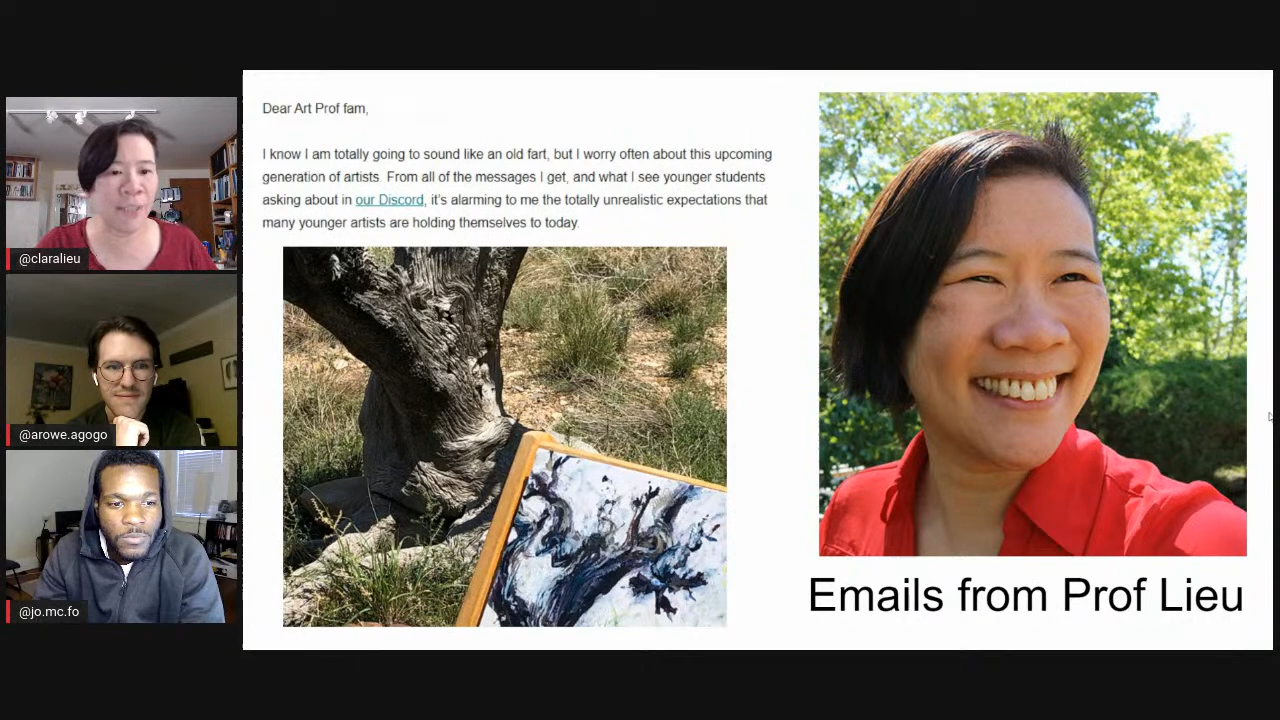 Dear Art Prof fam,
I know I am totally going to sound like an old fart, but I worry often about this upcoming
generation of artists. From all of the messages I get, and what I see younger students
asking about in our Discord, it's alarming to me the totally unrealistic expectations that
many younger artists are holding themselves to today.
@claralieu
@arowe.agogo
@jo.mc.fo
Emails from Prof Lieu